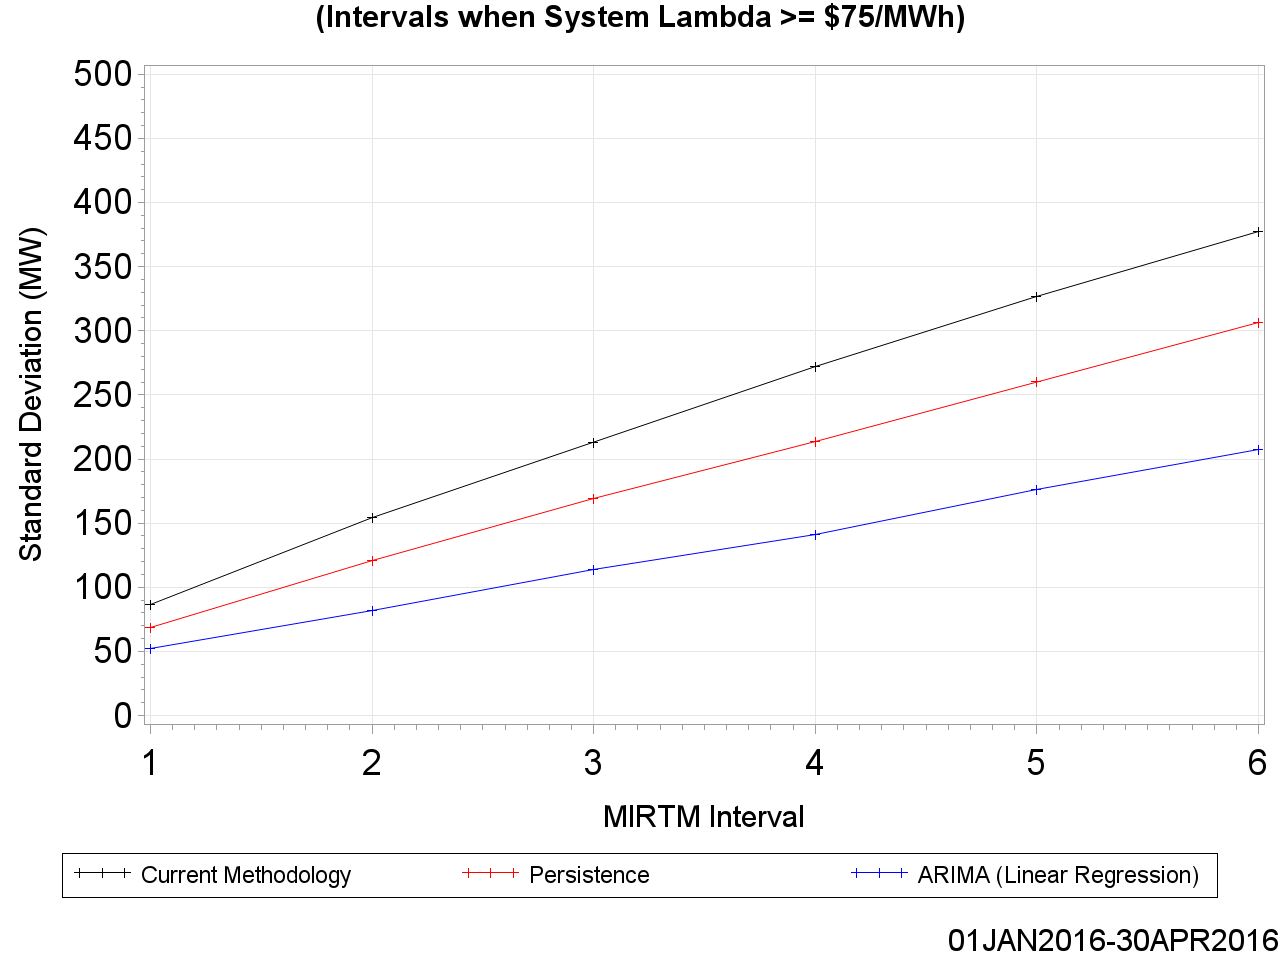 (Intervals when System Lambda >= $75/MWh)
500
450
400
350
300
250
200
150
100
50
0
Standard Deviation (MW)
1 2 3 4 5 6
MIRTM Interval
Current Methodology Persistence ARIMA (Linear Regression)
01JAN2016-30APR2016